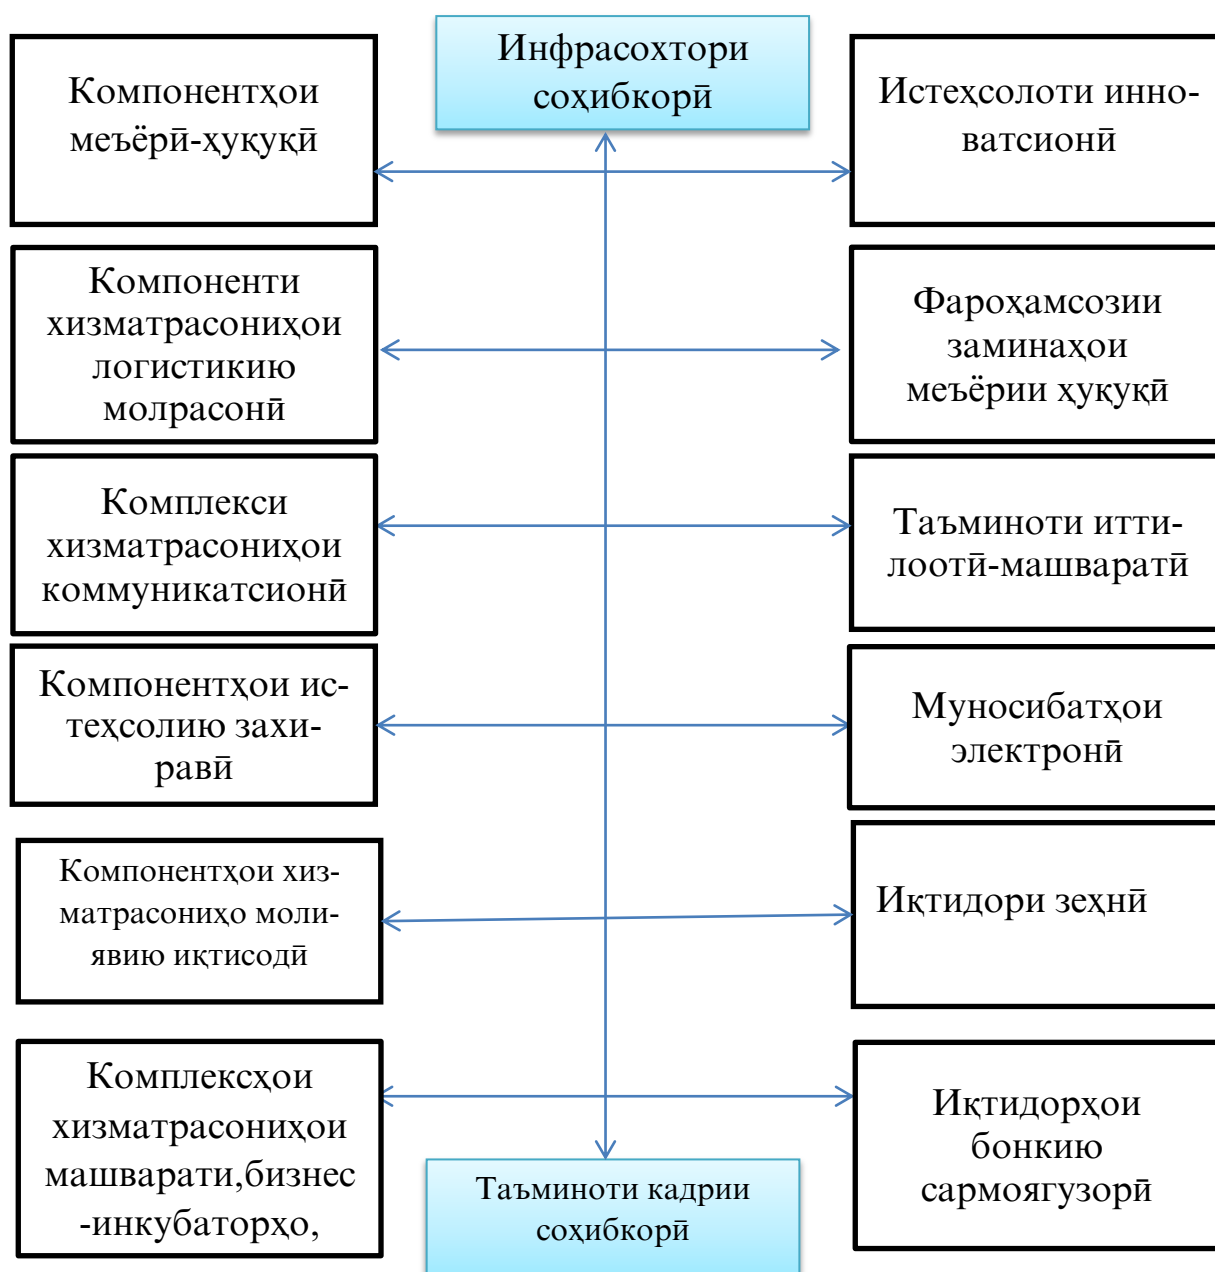 Инфрасохтори
соҳибкорӣ
Компонентҳои
меъёрӣ-ҳуқуқӣ
Истеҳсолоти инно-
ватсионӣ
Компоненти
хизматрасониҳои
логистикию
молрасонӣ
Фароҳамсозии
заминаҳои
меъёрии ҳуқуқӣ
Комплекси
хизматрасониҳои
коммуникатсионӣ
Таъминоти итти-
лоотӣ-машваратӣ
Компонентҳои ис-
теҳсолию захи-
равӣ
Муносибатҳои
электронӣ
Компонентҳои хиз-
матрасониҳо моли-
явию иқтисодӣ
Иқтидори зеҳнӣ
Комплексҳои
хизматрасониҳои
машварати,бизнес
-инкубаторҳо,
Иқтидорҳои
бонкию
сармоягузорӣ
Таъминоти кадрии
соҳибкорӣ